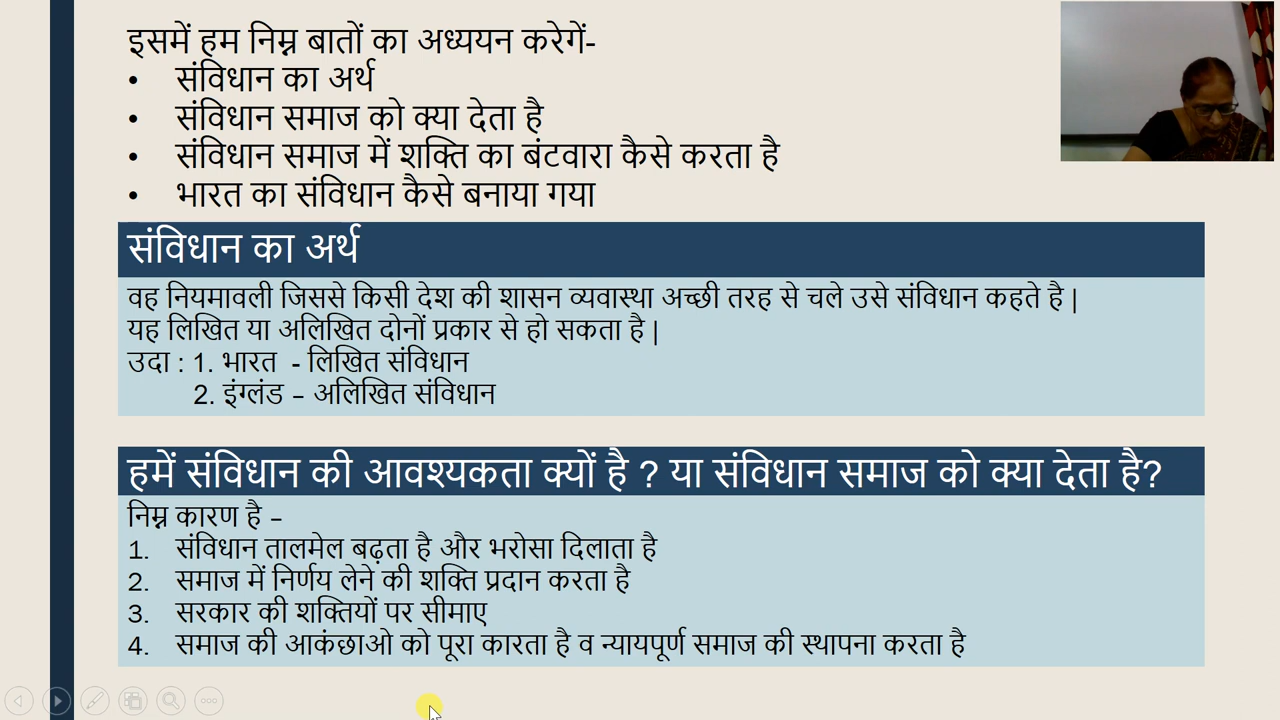 इसमें हम निम्न बातों का अध्ययन करेगें-
• संविधान का अर्थ
• संविधान समाज को क्या देता है
• संविधान समाज में शक्ति का बंटवारा कैसे करता है
• भारत का संविधान कैसे बनाया गया
संविधान का अर्थ
वह नियमावली जिससे किसी देश की शासन व्यवास्था अच्छी तरह से चले उसे संविधान कहते है |
यह लिखित या अलिखित दोनों प्रकार से हो सकता है |
उदा : 1. भारत - लिखित संविधान
2. इंग्लंड – अलिखित संविधान
हमें संविधान की आवश्यकता क्यों है ? या संविधान समाज को क्या देता है?
निम्न कारण है –
1. संविधान तालमेल बढ़ता है और भरोसा दिलाता है
2. समाज में निर्णय लेने की शक्ति प्रदान करता है
3. सरकार की शक्तियों पर सीमाए
4. समाज की आकंछाओ को पूरा कारता है व न्यायपूर्ण समाज की स्थापना करता है